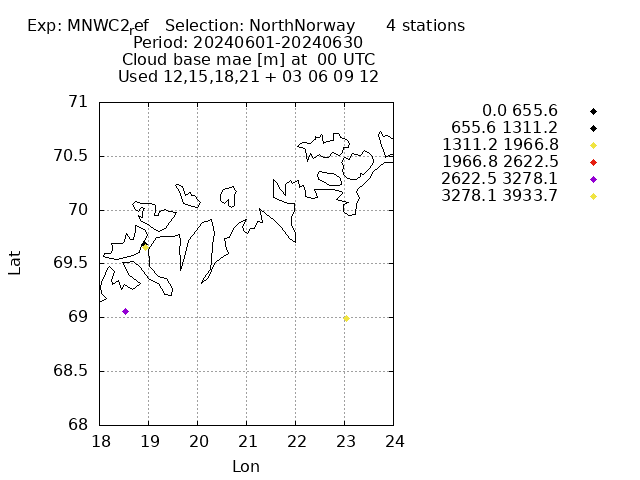 Exp: MNWC2ref Selection: NorthNorway 4 stations
Period: 20240601-20240630
Cloud base mae [m] at 00 UTC
Used 12,15,18,21 + 03 06 09 12
0.0 655.6
655.6 1311.2
1311.2 1966.8
1966.8 2622.5
2622.5 3278.1
3278.1 3933.7
71
70.5
70
69.5
69
68.5
68
18 19 20 21 22 23 24
Lat
Lon